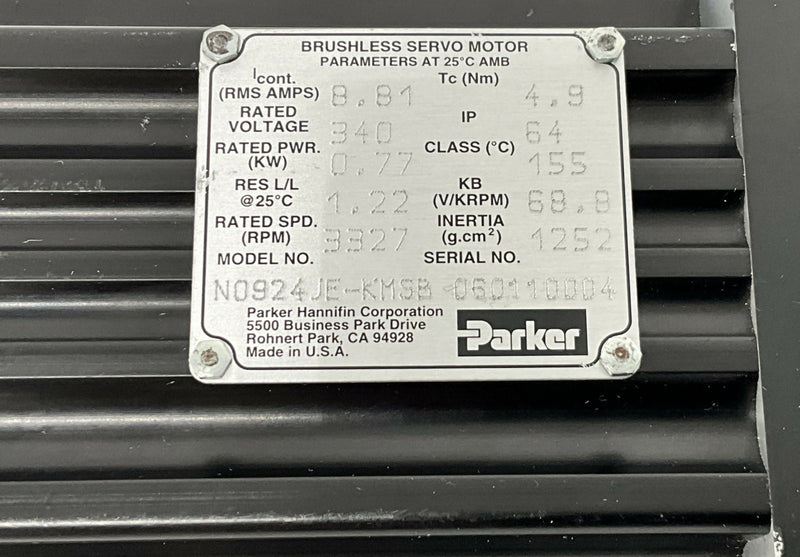 BRUSHLESS SERVO MOTOR
PARAMETERS AT 25°C AMB
Icont. (RMS AMPS) 8.81 Tc (Nm) 4.9
RATED VOLTAGE 340 IP 64
RATED PWR. (KW) 0.77 CLASS (°C) 155
RES L/L @25°C 1.22 KB (V/KRPM) 68.8
RATED SPD. (RPM) 3327 INERTIA (g.cm²) 1252
MODEL NO. SERIAL NO.
N0924JE-KMSB 060110004
Parker Hannifin Corporation
5500 Business Park Drive
Rohnert Park, CA 94928
Made in U.S.A.
Parker